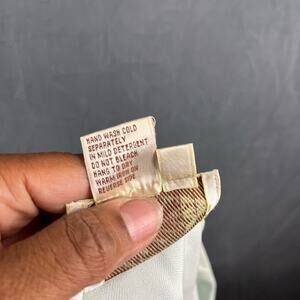 HAND WASH COLD
SEPARATELY
IN MILD DETERGENT
DO NOT BLEACH
HANG TO DRY
WARM IRON ON
REVERSE SIDE